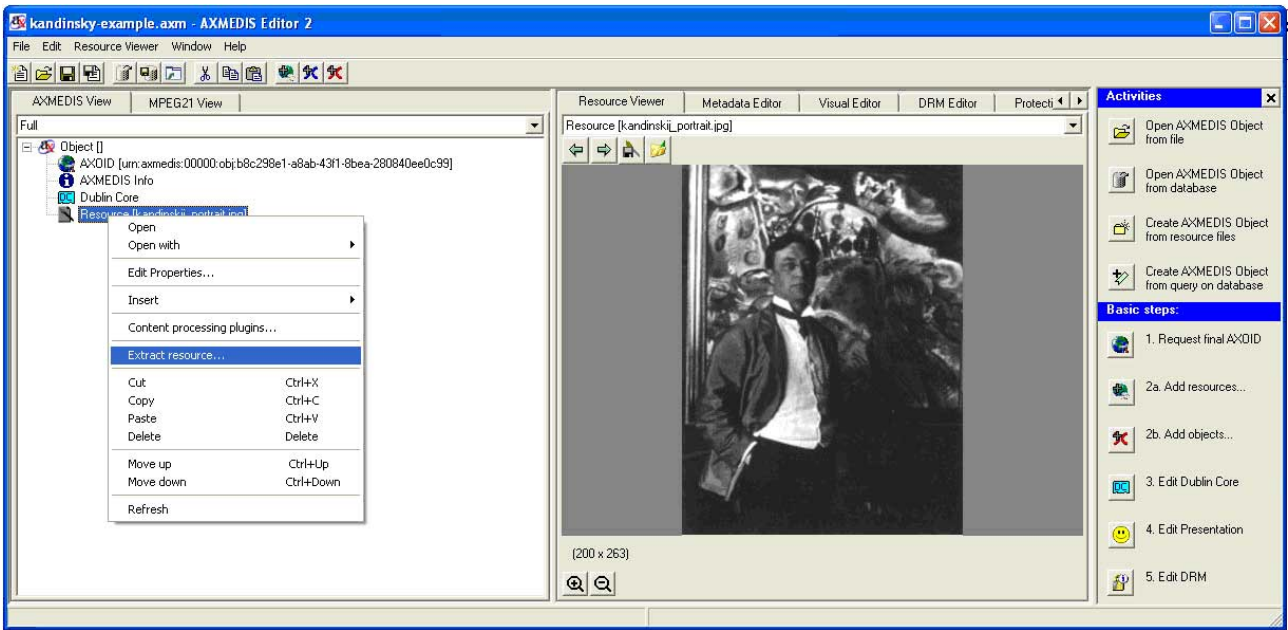 kandinsky-example.axm - AXMEDIS Editor 2
File Edit Resource Viewer Window Help
AXMEDIS View MPEG21 View
Full
Object []
AXOID [urn:axmedis:00000:obj:b8c298e1-a8ab-43f1-8bea-280840ee0c99]
AXMEDIS Info
DC Dublin Core
Resource [kandinskij_portrait.jpg]
Open
Open with
Edit Properties...
Insert
Content processing plugins...
Extract resource...
Cut Ctrl+X
Copy Ctrl+C
Paste Ctrl+V
Delete Delete
Move up Ctrl+Up
Move down Ctrl+Down
Refresh
Resource Viewer Metadata Editor Visual Editor DRM Editor Protecti
Resource [kandinskij_portrait.jpg]
(200 x 263)
Activities
Open AXMEDIS Object
from file
Open AXMEDIS Object
from database
Create AXMEDIS Object
from resource files
Create AXMEDIS Object
from query on database
Basic steps:
1. Request final AXOID
2a. Add resources...
2b. Add objects...
DC 3. Edit Dublin Core
4. Edit Presentation
5. Edit DRM